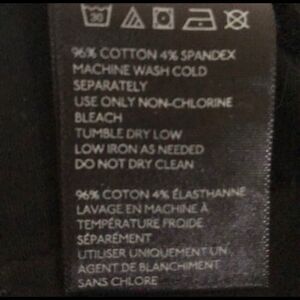 30
96% COTTON 4% SPANDEX
MACHINE WASH COLD
SEPARATELY
USE ONLY NON-CHLORINE
BLEACH
TUMBLE DRY LOW
LOW IRON AS NEEDED
DO NOT DRY CLEAN
96% COTON 4% ÉLASTHANNE
LAVAGE EN MACHINE À
TEMPÉRATURE FROIDE
SÉPARÉMENT
UTILISER UNIQUEMENT UN
AGENT DE BLANCHIMENT
SANS CHLORE